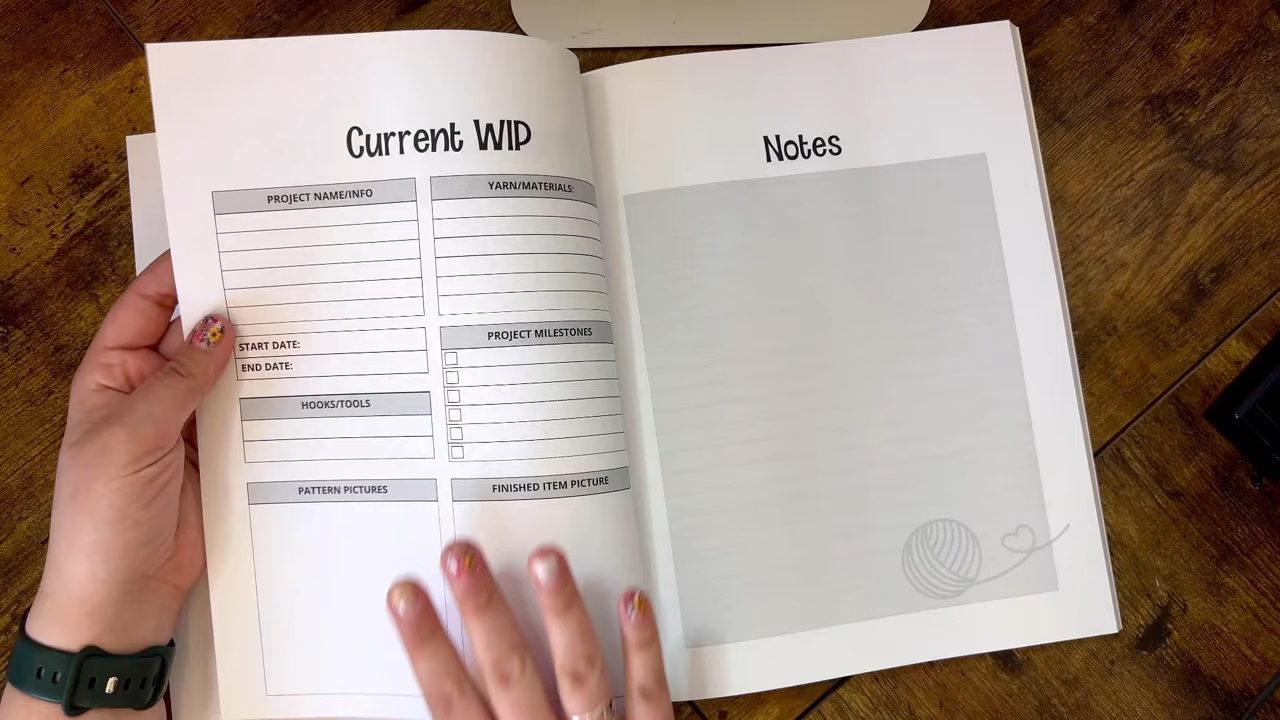 Current WIP
PROJECT NAME/INFO
START DATE:
END DATE:
HOOKS/TOOLS
PATTERN PICTURES
YARN/MATERIALS:
PROJECT MILESTONES
FINISHED ITEM PICTURE
Notes